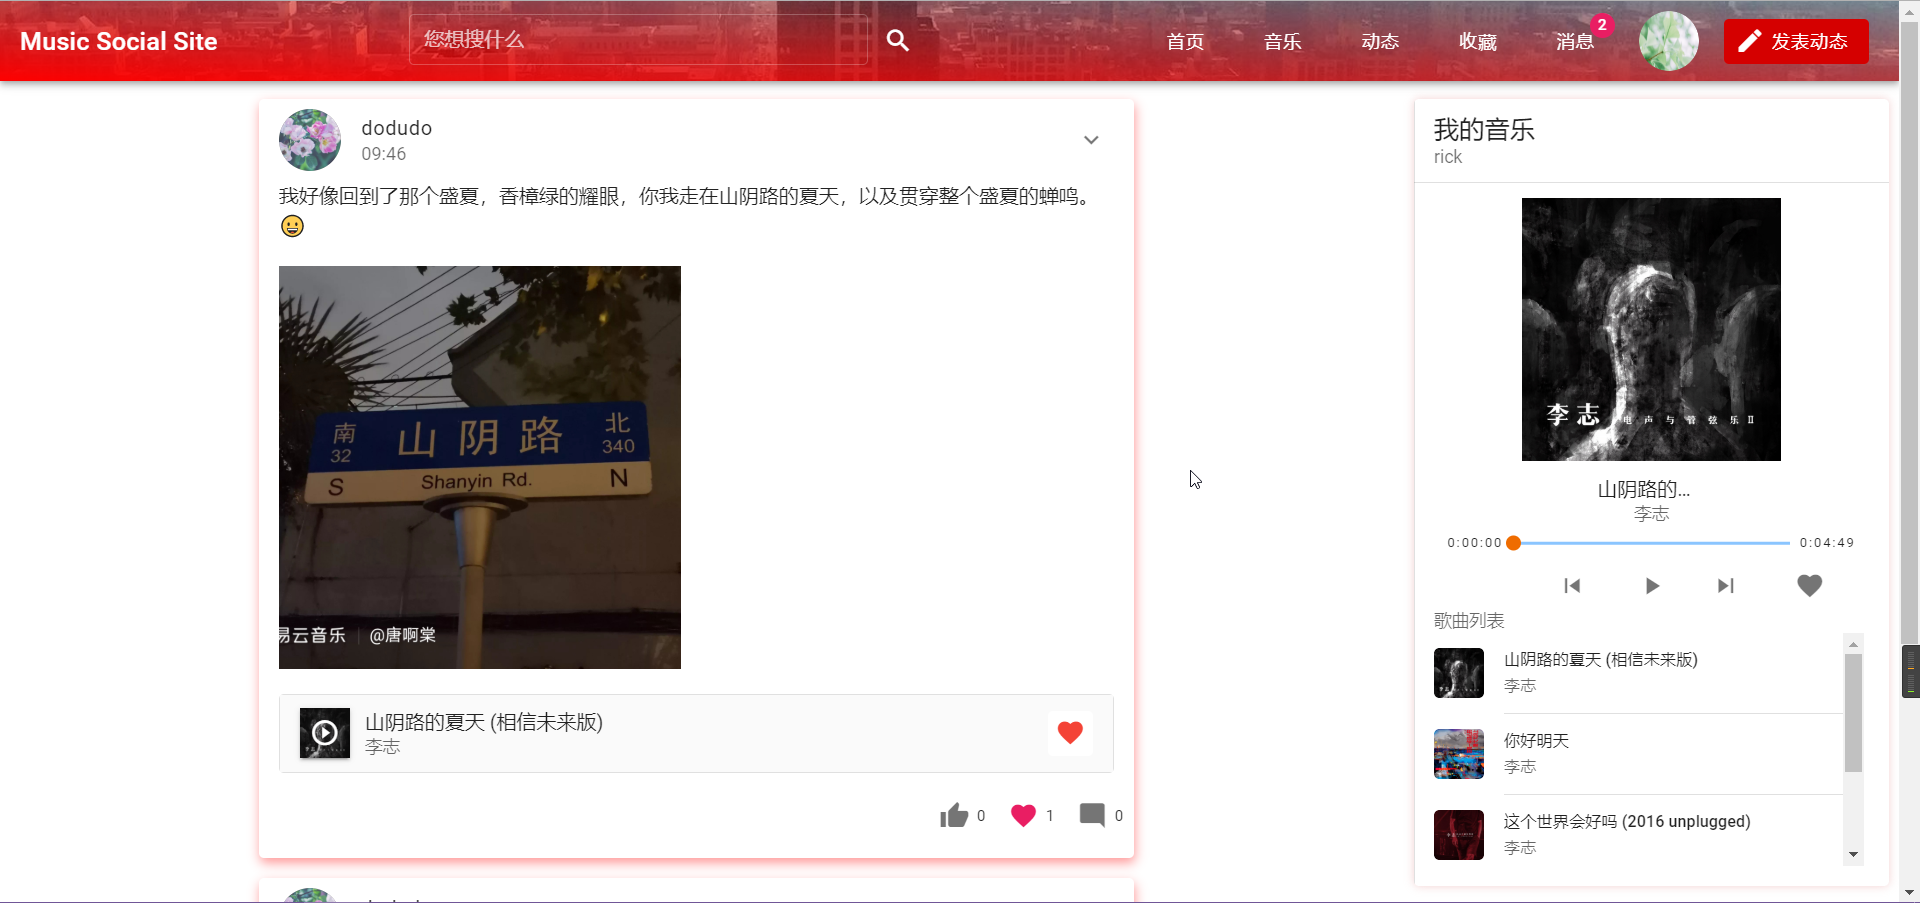 Music Social Site
您想搜什么
首页
音乐
动态
收藏
消息
2
发表动态
dodudo
09:46
我好像回到了那个盛夏，香樟绿的耀眼，你我走在山阴路的夏天，以及贯穿整个盛夏的蝉鸣。
南 山阴路 北
32 340
S Shanyin Rd. N
易云音乐 @唐啊棠
山阴路的夏天 (相信未来版)
李志
0
1
0
我的音乐
rick
李志 电声与管弦乐II
山阴路的...
李志
0:00:00
0:04:49
歌曲列表
山阴路的夏天 (相信未来版)
李志
你好明天
李志
这个世界会好吗 (2016 unplugged)
李志